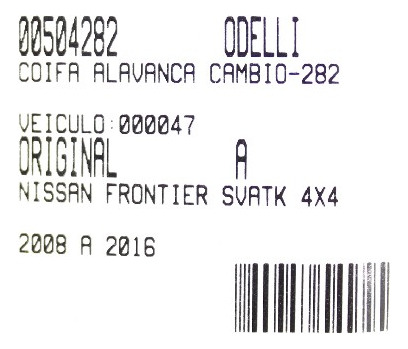 00504282 ODELLI
COIFA ALAVANCA CAMBIO-282
VEICULO:000047
ORIGINAL A
NISSAN FRONTIER SVATK 4X4
2008 A 2016